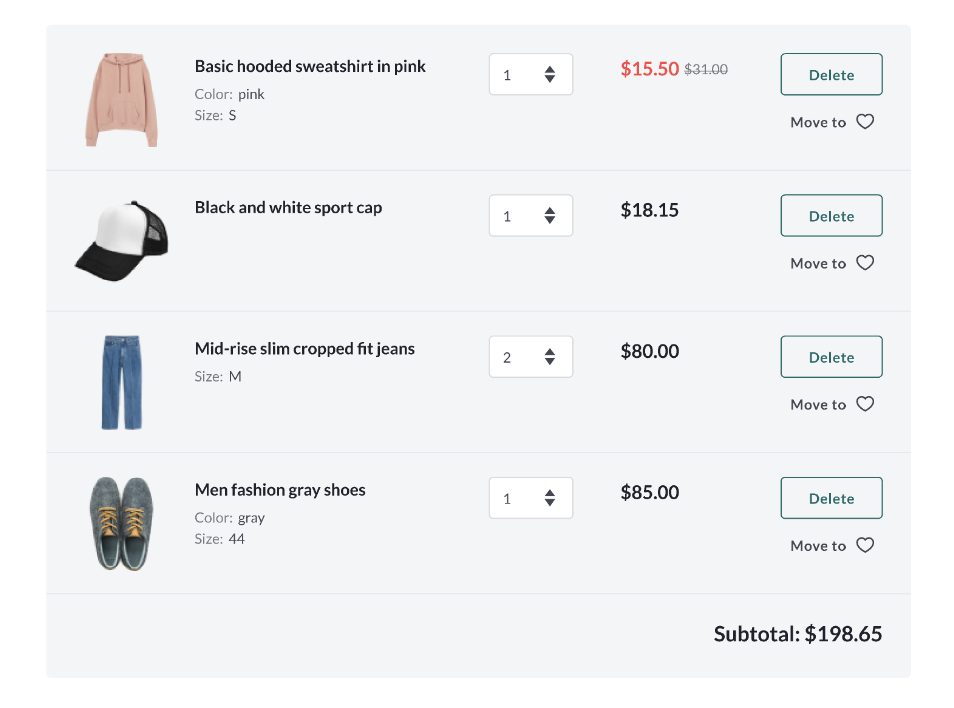 Basic hooded sweatshirt in pink
Color: pink
Size: S
1
$15.50 $31.00
Delete
Move to
Black and white sport cap
1
$18.15
Delete
Move to
Mid-rise slim cropped fit jeans
Size: M
2
$80.00
Delete
Move to
Men fashion gray shoes
Color: gray
Size: 44
1
$85.00
Delete
Move to
Subtotal: $198.65